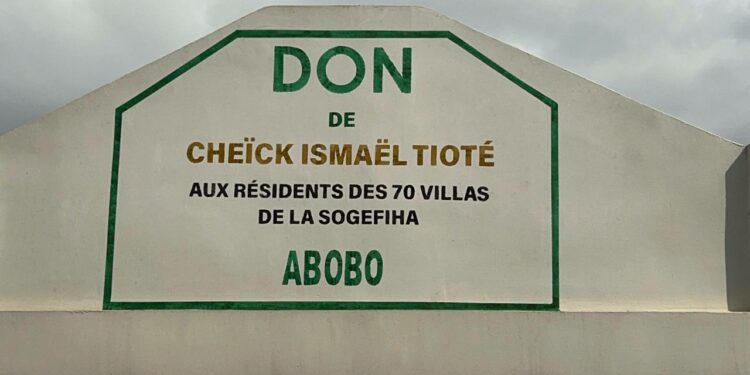 DON
DE
CHEÏCK ISMAËL TIOTÉ
AUX RÉSIDENTS DES 70 VILLAS
DE LA SOGEFIHA
ABOBO